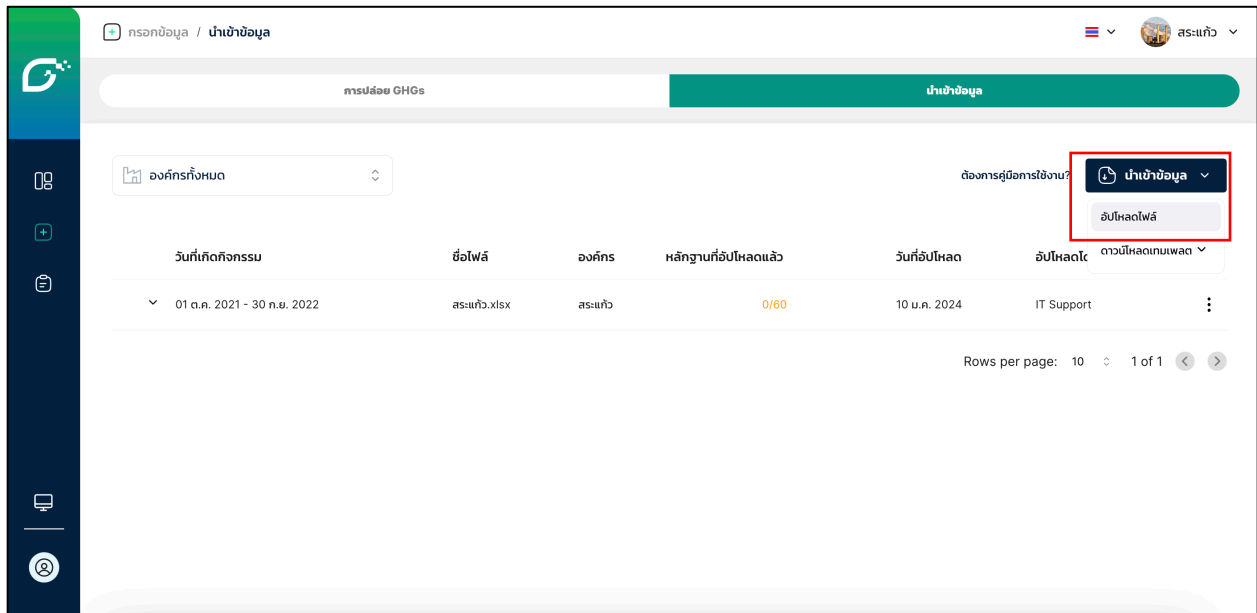 กรอกข้อมูล / นำเข้าข้อมูล
สระแก้ว
การปล่อย GHGs
นำเข้าข้อมูล
องค์กรทั้งหมด
ต้องการคู่มือการใช้งาน?
นำเข้าข้อมูล
อัปโหลดไฟล์
ดาวน์โหลดเทมเพลต
วันที่เกิดกิจกรรม ชื่อไฟล์ องค์กร หลักฐานที่อัปโหลดแล้ว วันที่อัปโหลด
01 ต.ค. 2021 - 30 ก.ย. 2022 สระแก้ว.xlsx สระแก้ว 0/60 10 ม.ค. 2024 IT Support
Rows per page: 10 1 of 1